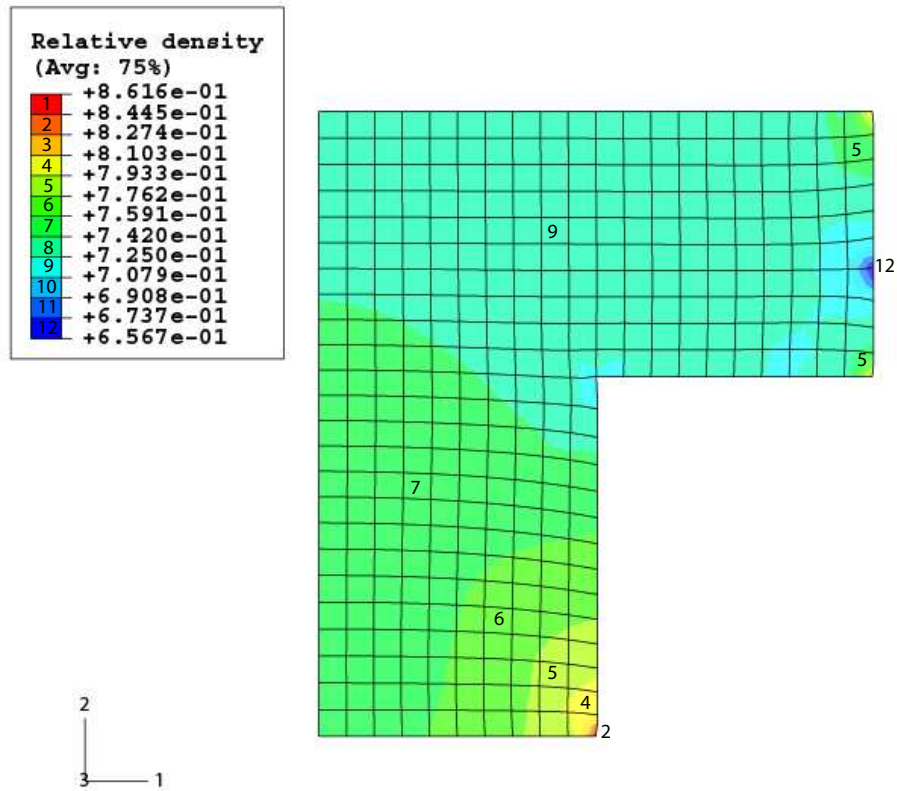 Relative density
(Avg: 75%)
+8.616e-01
1
+8.445e-01
2
+8.274e-01
3
+8.103e-01
4
+7.933e-01
5
+7.762e-01
6
+7.591e-01
7
+7.420e-01
8
+7.250e-01
9
+7.079e-01
10
+6.908e-01
11
+6.737e-01
12
+6.567e-01
5
9
12
5
7
6
5
4
2
2
3 1